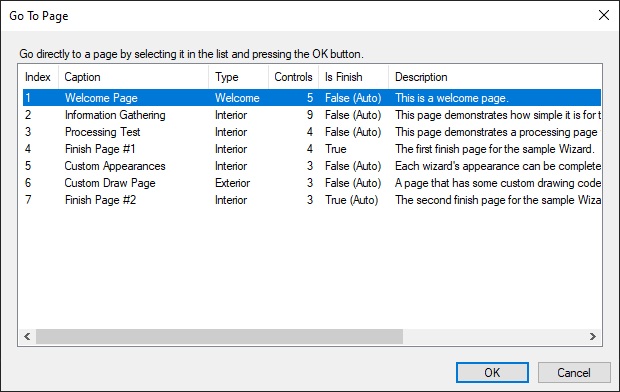 Go To Page
Go directly to a page by selecting it in the list and pressing the OK button.
Index Caption Type Controls Is Finish Description
1 Welcome Page Welcome 5 False (Auto) This is a welcome page.
2 Information Gathering Interior 9 False (Auto) This page demonstrates how simple it is for t
3 Processing Test Interior 4 False (Auto) This page demonstrates a processing page
4 Finish Page #1 Interior 4 True The first finish page for the sample Wizard.
5 Custom Appearances Interior 3 False (Auto) Each wizard's appearance can be complete
6 Custom Draw Page Exterior 3 False (Auto) A page that has some custom drawing code
7 Finish Page #2 Interior 3 True (Auto) The second finish page for the sample Wiza
OK Cancel